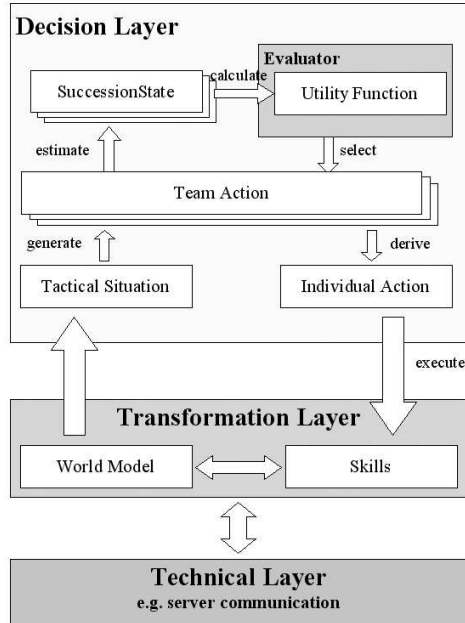 Decision Layer
Evaluator
calculate
SuccessionState
Utility Function
estimate
select
Team Action
generate
derive
Tactical Situation
Individual Action
execute
Transformation Layer
World Model
Skills
Technical Layer
e.g. server communication